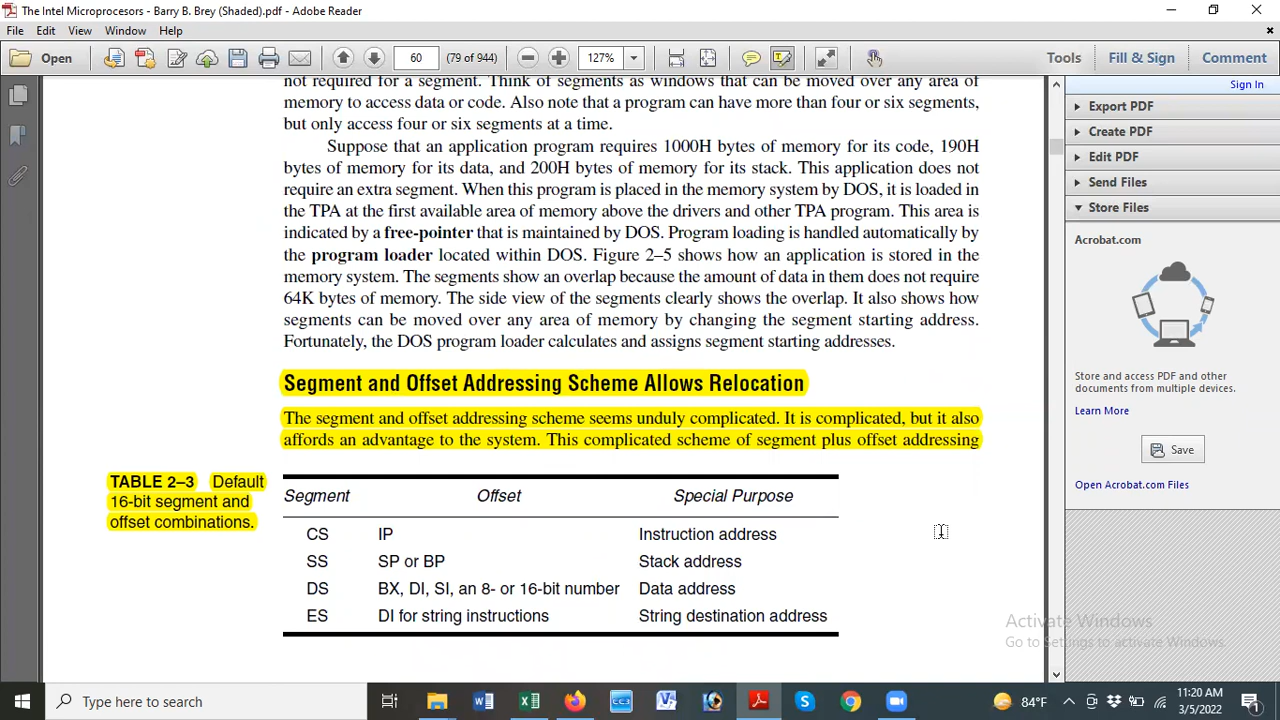 The Intel Microprocesors - Barry B. Brey (Shaded).pdf - Adobe Reader
File Edit View Window Help
Open 60 (79 of 944) 127% Tools Fill & Sign Comment
Sign In
not required for a segment. Think of segments as windows that can be moved over any area of
memory to access data or code. Also note that a program can have more than four or six segments,
but only access four or six segments at a time.
Suppose that an application program requires 1000H bytes of memory for its code, 190H
bytes of memory for its data, and 200H bytes of memory for its stack. This application does not
require an extra segment. When this program is placed in the memory system by DOS, it is loaded in
the TPA at the first available area of memory above the drivers and other TPA program. This area is
indicated by a free-pointer that is maintained by DOS. Program loading is handled automatically by
the program loader located within DOS. Figure 2–5 shows how an application is stored in the
memory system. The segments show an overlap because the amount of data in them does not require
64K bytes of memory. The side view of the segments clearly shows the overlap. It also shows how
segments can be moved over any area of memory by changing the segment starting address.
Fortunately, the DOS program loader calculates and assigns segment starting addresses.
Segment and Offset Addressing Scheme Allows Relocation
The segment and offset addressing scheme seems unduly complicated. It is complicated, but it also
affords an advantage to the system. This complicated scheme of segment plus offset addressing
TABLE 2–3 Default
16-bit segment and
offset combinations.
Segment Offset Special Purpose
CS IP Instruction address
SS SP or BP Stack address
DS BX, DI, SI, an 8- or 16-bit number Data address
ES DI for string instructions String destination address
Export PDF
Create PDF
Edit PDF
Send Files
Store Files
Acrobat.com
Store and access PDF and other
documents from multiple devices.
Learn More
Save
Open Acrobat.com Files
Activate Windows
Go to Settings to activate Windows.
Type here to search
CC3
84°F
11:20 AM
3/5/2022
1